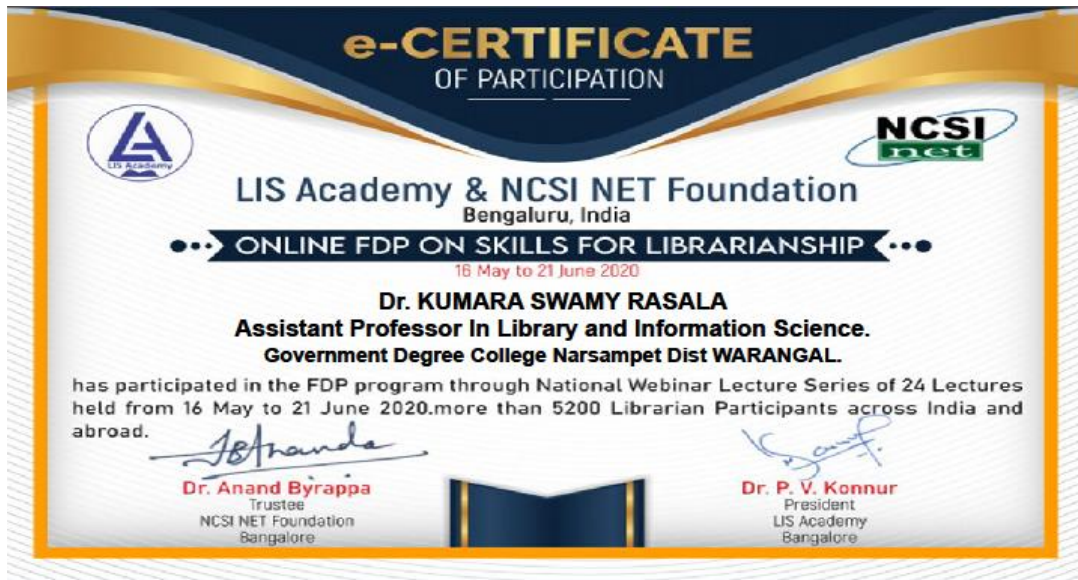 e-CERTIFICATE
OF PARTICIPATION
LIS Academy
NCSI
net
LIS Academy & NCSI NET Foundation
Bengaluru, India
ONLINE FDP ON SKILLS FOR LIBRARIANSHIP
16 May to 21 June 2020
Dr. KUMARA SWAMY RASALA
Assistant Professor In Library and Information Science.
Government Degree College Narsampet Dist WARANGAL.
has participated in the FDP program through National Webinar Lecture Series of 24 Lectures
held from 16 May to 21 June 2020.more than 5200 Librarian Participants across India and
abroad.
Dr. Anand Byrappa
Trustee
NCSI NET Foundation
Bangalore
Dr. P. V. Konnur
President
LIS Academy
Bangalore